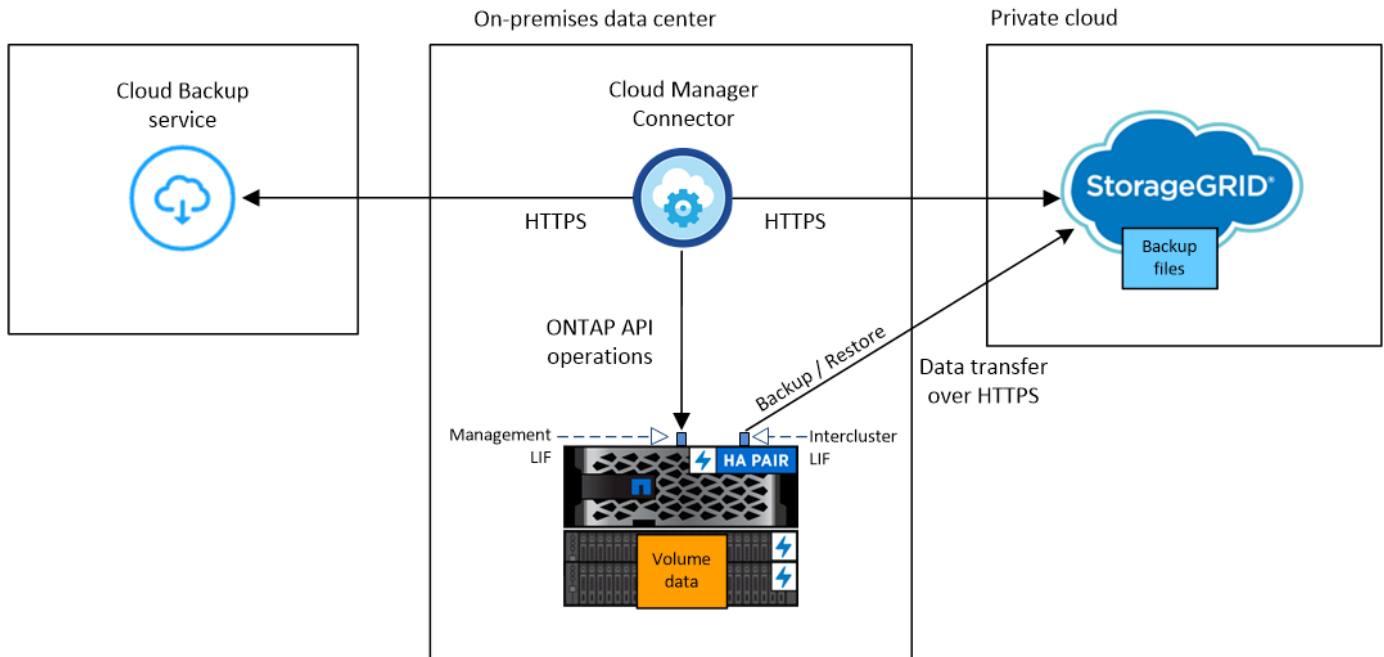 On-premises data center
Private cloud
Cloud Backup
service
Cloud Manager
Connector
HTTPS
HTTPS
StorageGRID®
Backup
files
ONTAP API
operations
Backup / Restore
Data transfer
over HTTPS
Management
LIF
Intercluster
LIF
HA PAIR
Volume
data